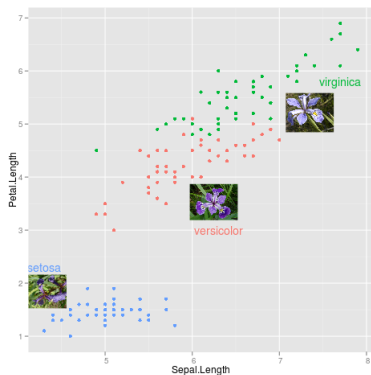 7
6
5
4
3
2
1
Petal.Length
virginica
versicolor
setosa
5
6
7
8
Sepal.Length